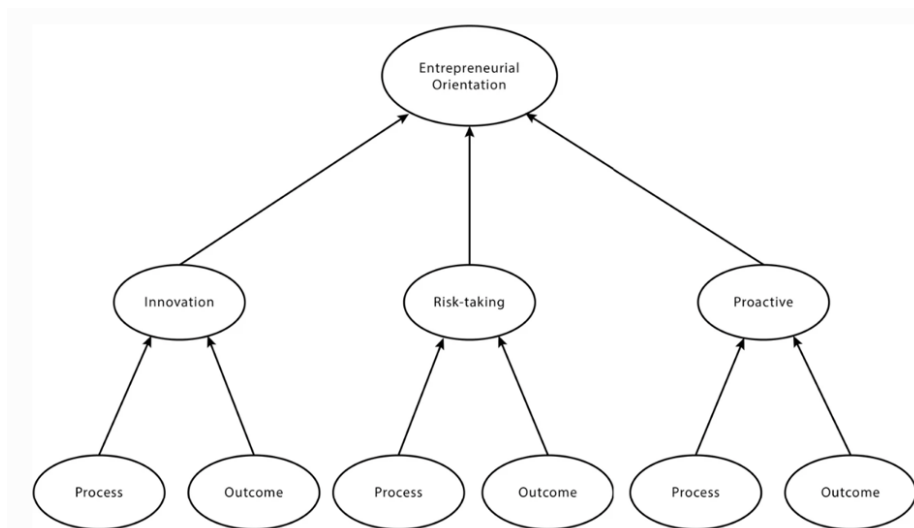 Entrepreneurial
Orientation
Innovation
Risk-taking
Proactive
Process
Outcome
Process
Outcome
Process
Outcome